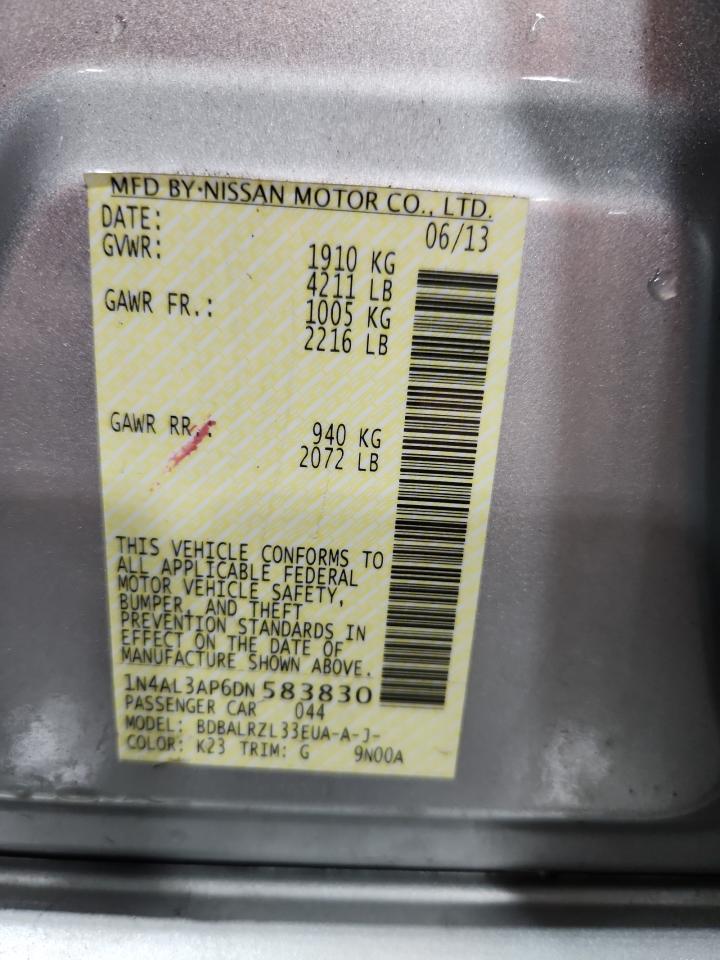 MFD BY·NISSAN MOTOR CO., LTD.
DATE: 06/13
GVWR: 1910 KG
4211 LB
GAWR FR.: 1005 KG
2216 LB
GAWR RR.: 940 KG
2072 LB
THIS VEHICLE CONFORMS TO
ALL APPLICABLE FEDERAL
MOTOR VEHICLE SAFETY,
BUMPER, AND THEFT
PREVENTION STANDARDS IN
EFFECT ON THE DATE OF
MANUFACTURE SHOWN ABOVE.
1N4AL3AP6DN 583830
PASSENGER CAR 044
MODEL: BDBALRZL33EUA-A-J-
COLOR: K23 TRIM: G 9N00A